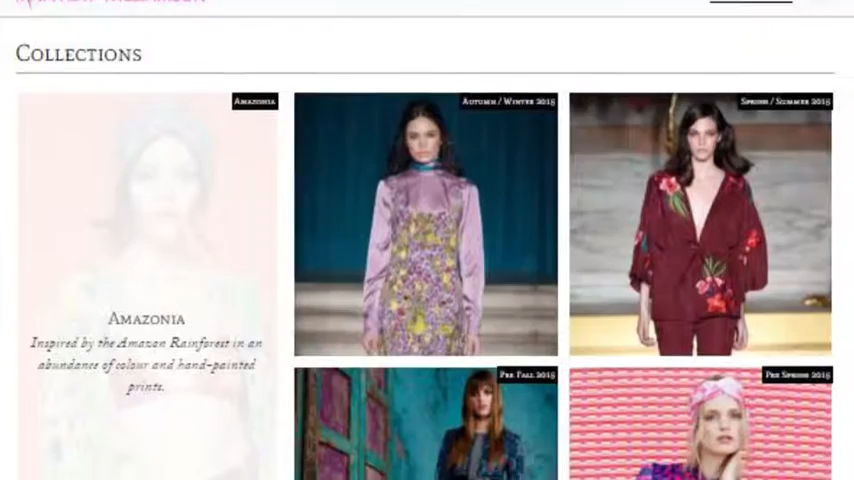 Collections
Amazonia
Autumn / Winter 2015
Spring / Summer 2015
Amazonia
Inspired by the Amazon Rainforest in an
abundance of colour and hand-painted
prints.
Pre Fall 2015
Pre Spring 2015